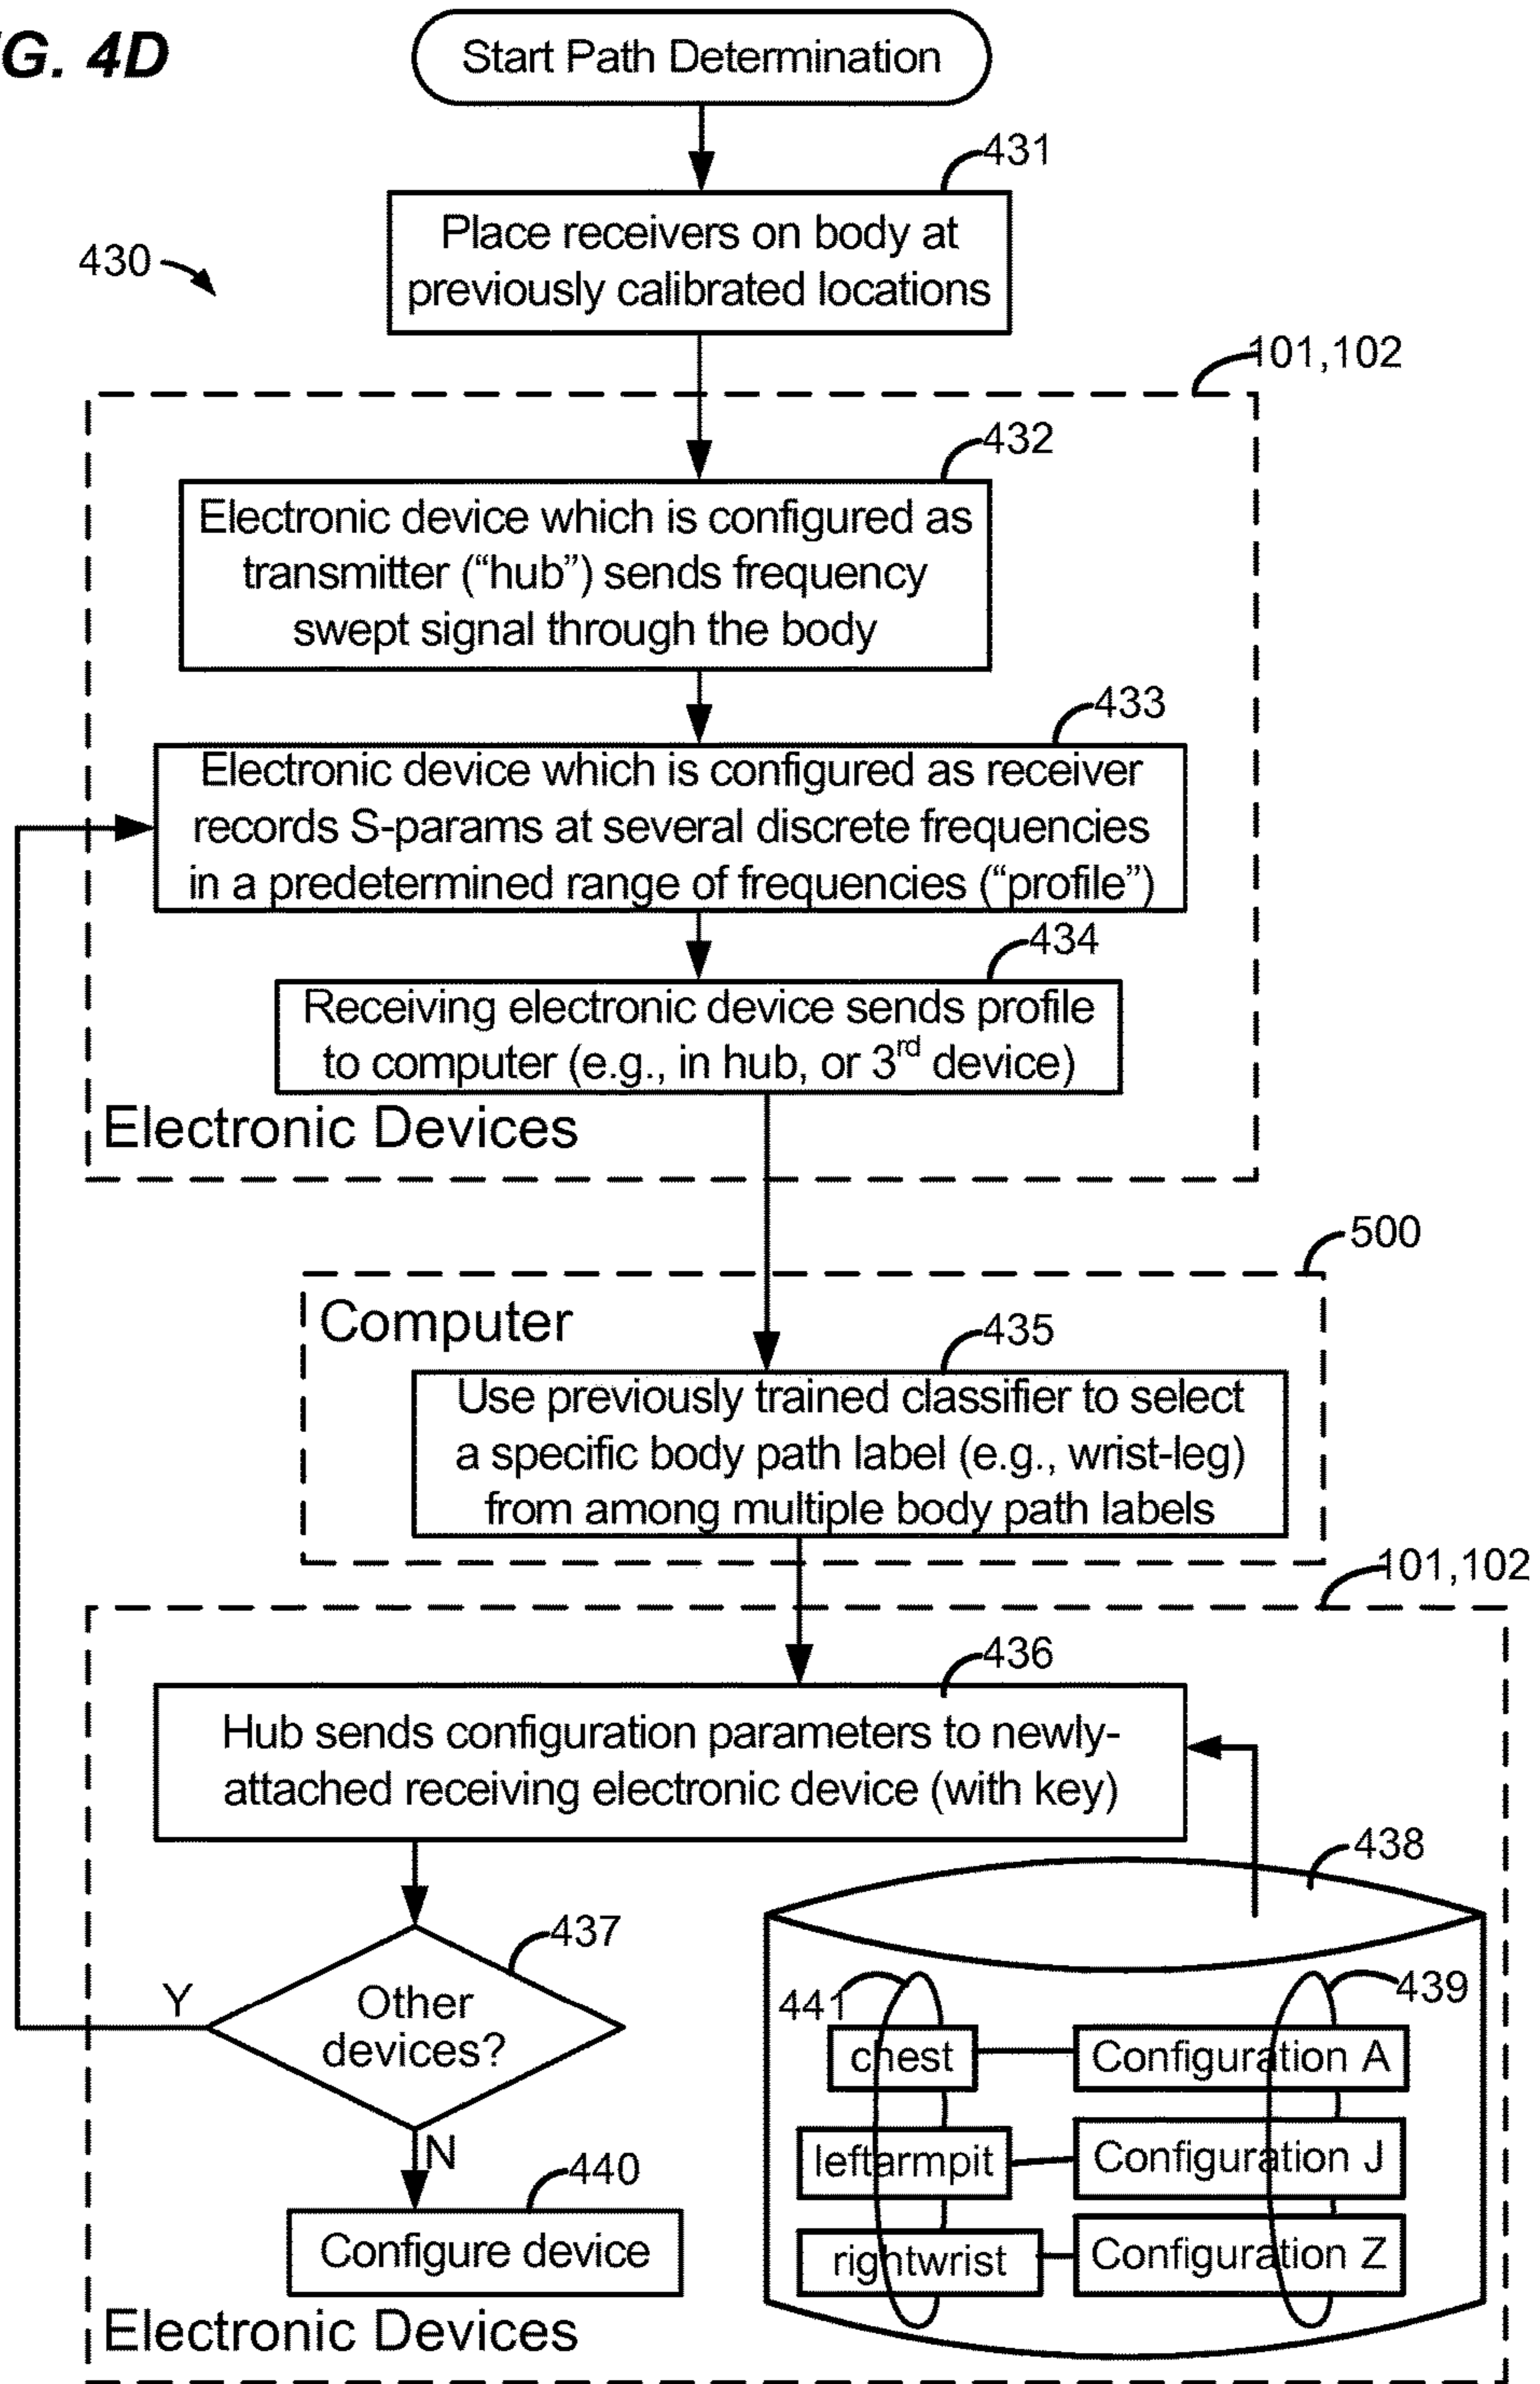 G. 4D
Start Path Determination
431
Place receivers on body at
previously calibrated locations
430
101,102
432
Electronic device which is configured as
transmitter (“hub”) sends frequency
swept signal through the body
433
Electronic device which is configured as receiver
records S-params at several discrete frequencies
in a predetermined range of frequencies (“profile”)
434
Receiving electronic device sends profile
to computer (e.g., in hub, or 3rd device)
Electronic Devices
500
Computer
435
Use previously trained classifier to select
a specific body path label (e.g., wrist-leg)
from among multiple body path labels
101,102
436
Hub sends configuration parameters to newly-
attached receiving electronic device (with key)
438
437
Other
devices?
Y
N
441
439
chest
Configuration A
leftarmpit
Configuration J
rightwrist
Configuration Z
440
Configure device
Electronic Devices